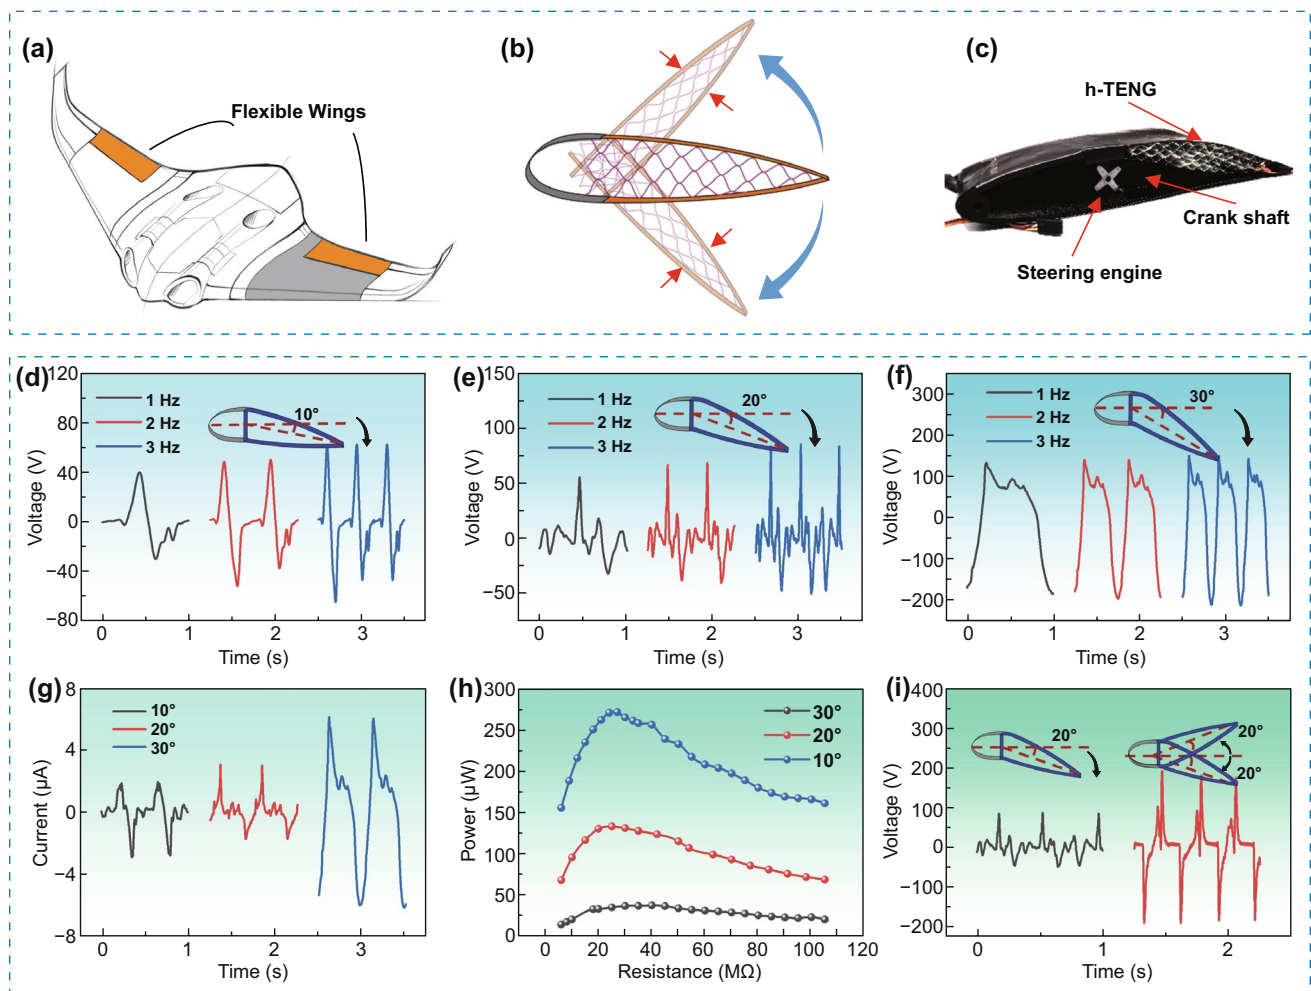 (a)
Flexible Wings
(b)
(c)
h-TENG
Crank shaft
Steering engine
(d)
120
80
40
0
−40
−80
Voltage (V)
1 Hz
2 Hz
3 Hz
10°
0 1 2 3
Time (s)
(e)
150
100
50
0
−50
Voltage (V)
1 Hz
2 Hz
3 Hz
20°
0 1 2 3
Time (s)
(f)
300
200
100
0
−100
−200
Voltage (V)
1 Hz
2 Hz
3 Hz
30°
0 1 2 3
Time (s)
(g)
8
4
0
−4
−8
Current (µA)
10°
20°
30°
0 1 2 3
Time (s)
(h)
300
250
200
150
100
50
0
Power (µW)
30°
20°
10°
0 20 40 60 80 100 120
Resistance (MΩ)
(i)
400
300
200
100
0
−100
−200
Voltage (V)
20°
20°
20°
0 1 2
Time (s)